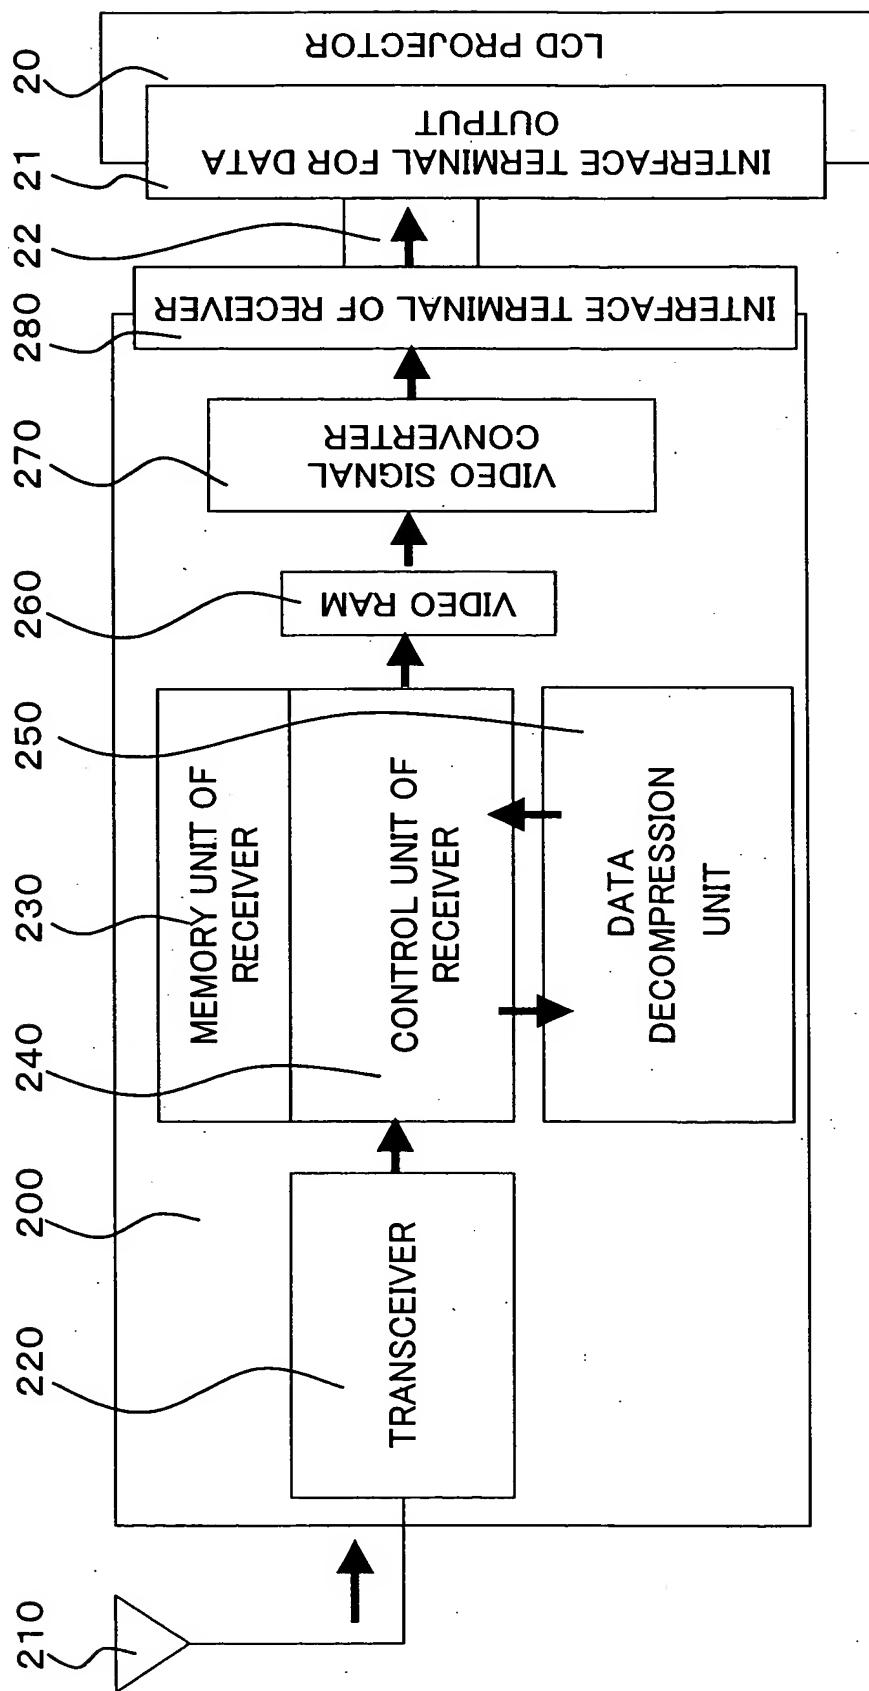 210
220
200
240
230
250
260
270
280
22
21
20
TRANSCEIVER
MEMORY UNIT OF
RECEIVER
CONTROL UNIT OF
RECEIVER
DATA
DECOMPRESSION
UNIT
VIDEO RAM
VIDEO SIGNAL
CONVERTER
INTERFACE TERMINAL OF RECEIVER
INTERFACE TERMINAL FOR DATA
OUTPUT
LCD PROJECTOR